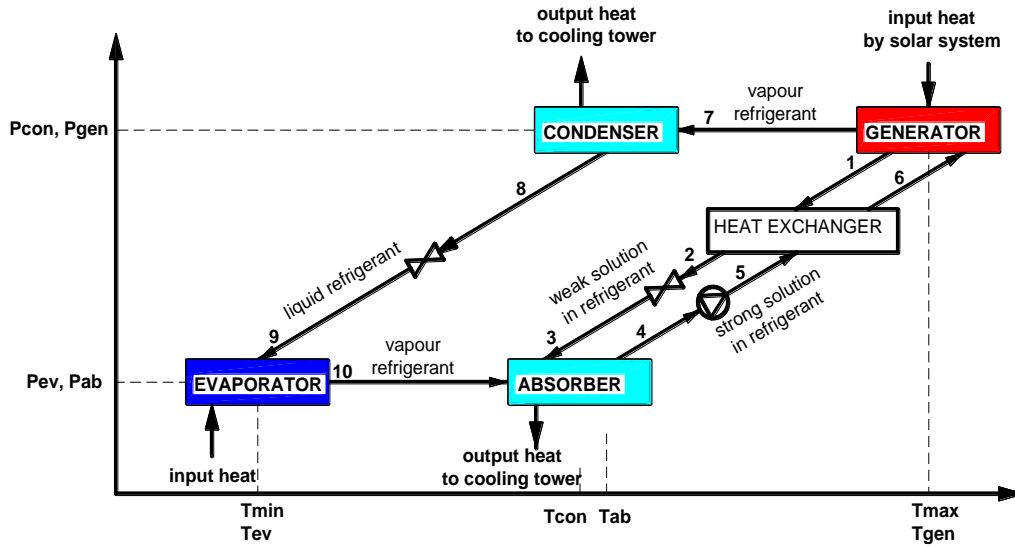 output heat
to cooling tower
input heat
by solar system
Pcon, Pgen
CONDENSER
7
vapour
refrigerant
GENERATOR
1
6
8
HEAT EXCHANGER
liquid refrigerant
weak solution
in refrigerant
2
5
strong solution
in refrigerant
9
3
4
Pev, Pab
EVAPORATOR
10
vapour
refrigerant
ABSORBER
input heat
output heat
to cooling tower
Tmin
Tev
Tcon
Tab
Tmax
Tgen